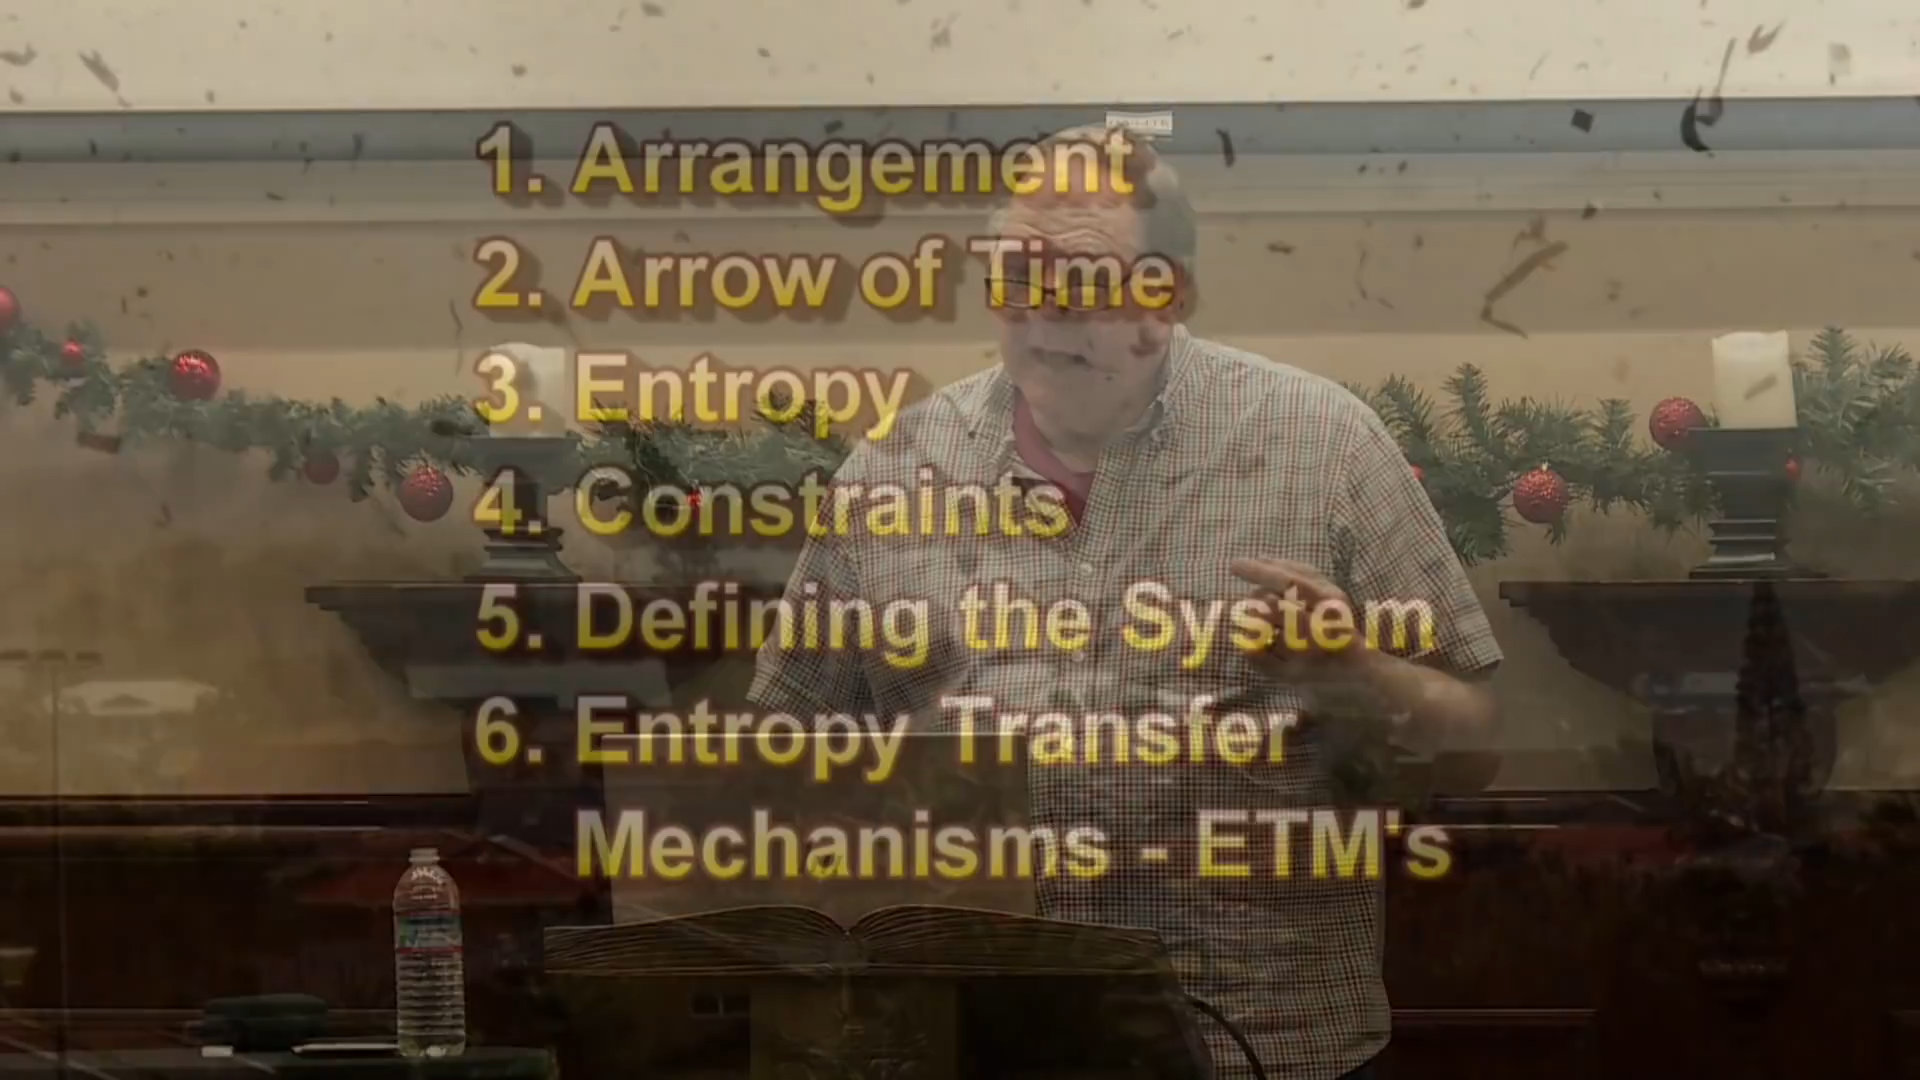 1. Arrangement
2. Arrow of Time
3. Entropy
4. Constraints
5. Defining the System
6. Entropy Transfer
Mechanisms - ETM's